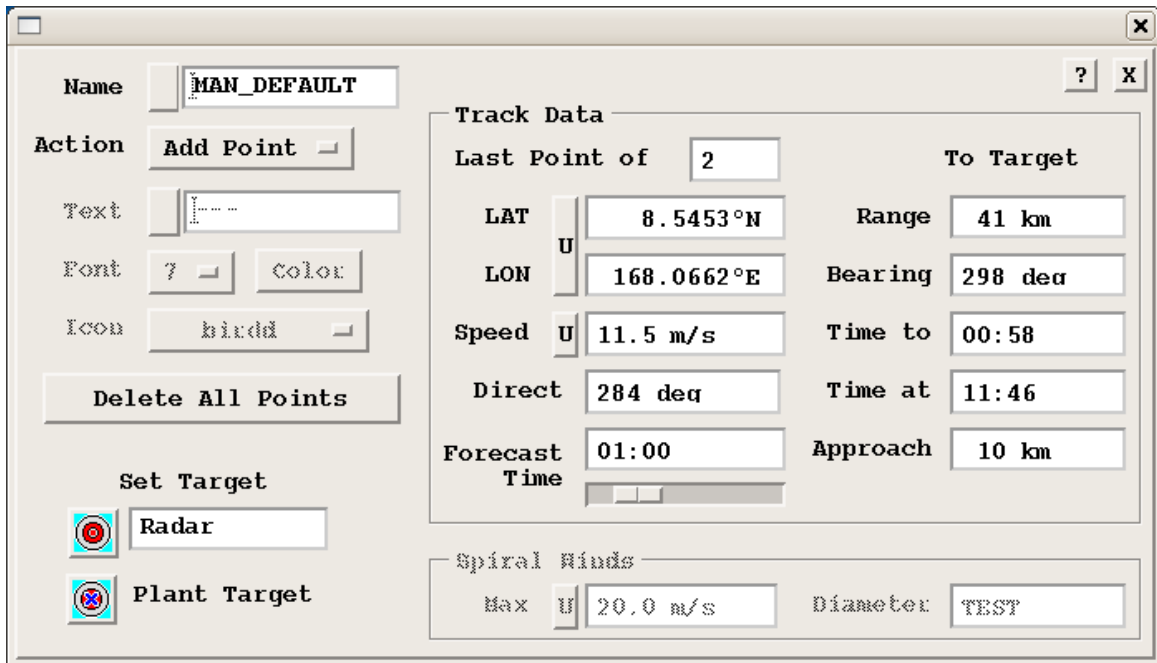 ? X
Name MAN_DEFAULT
Action Add Point
Text ---
Font 7 Color
Icon birdd
Delete All Points
Set Target
Radar
Plant Target
Track Data
Last Point of 2 To Target
LAT U 8.5453°N Range 41 km
LON 168.0662°E Bearing 298 deg
Speed U 11.5 m/s Time to 00:58
Direct 284 deg Time at 11:46
Forecast Time 01:00 Approach 10 km
Spiral Winds
Max U 20.0 m/s Diameter TEST